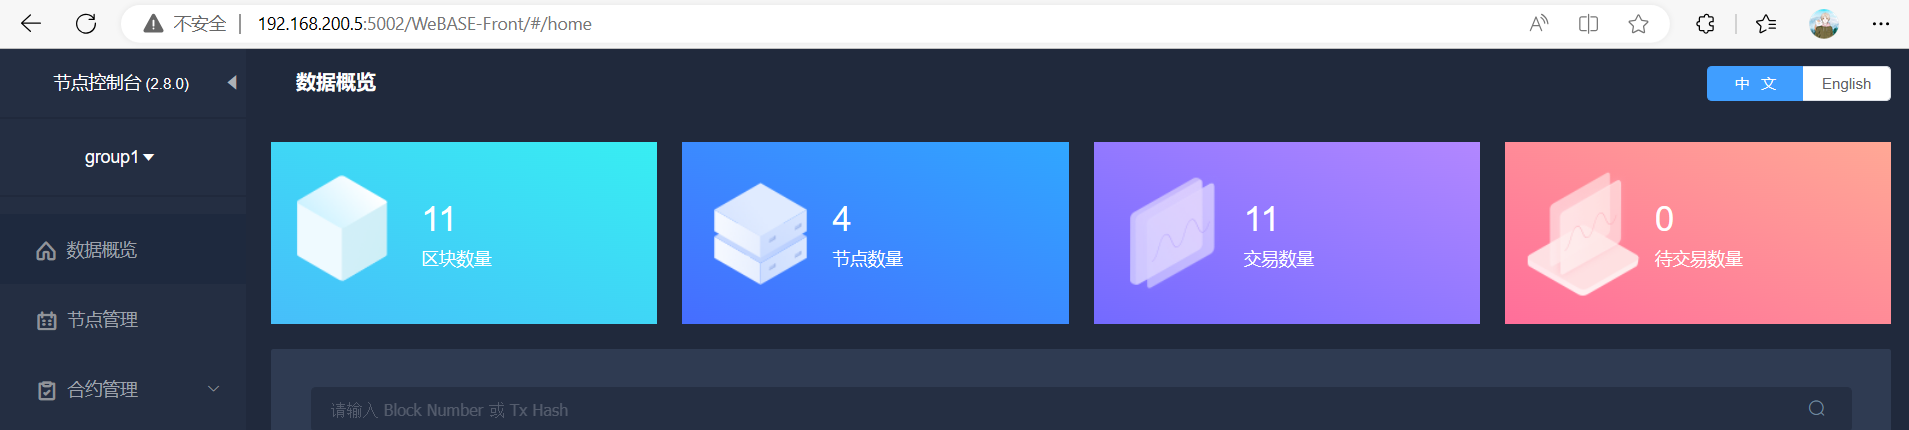 不安全 192.168.200.5:5002/WeBASE-Front/#/home
节点控制台 (2.8.0)
数据概览
中 文
English
group1
11
区块数量
4
节点数量
11
交易数量
0
待交易数量
数据概览
节点管理
合约管理
请输入 Block Number 或 Tx Hash